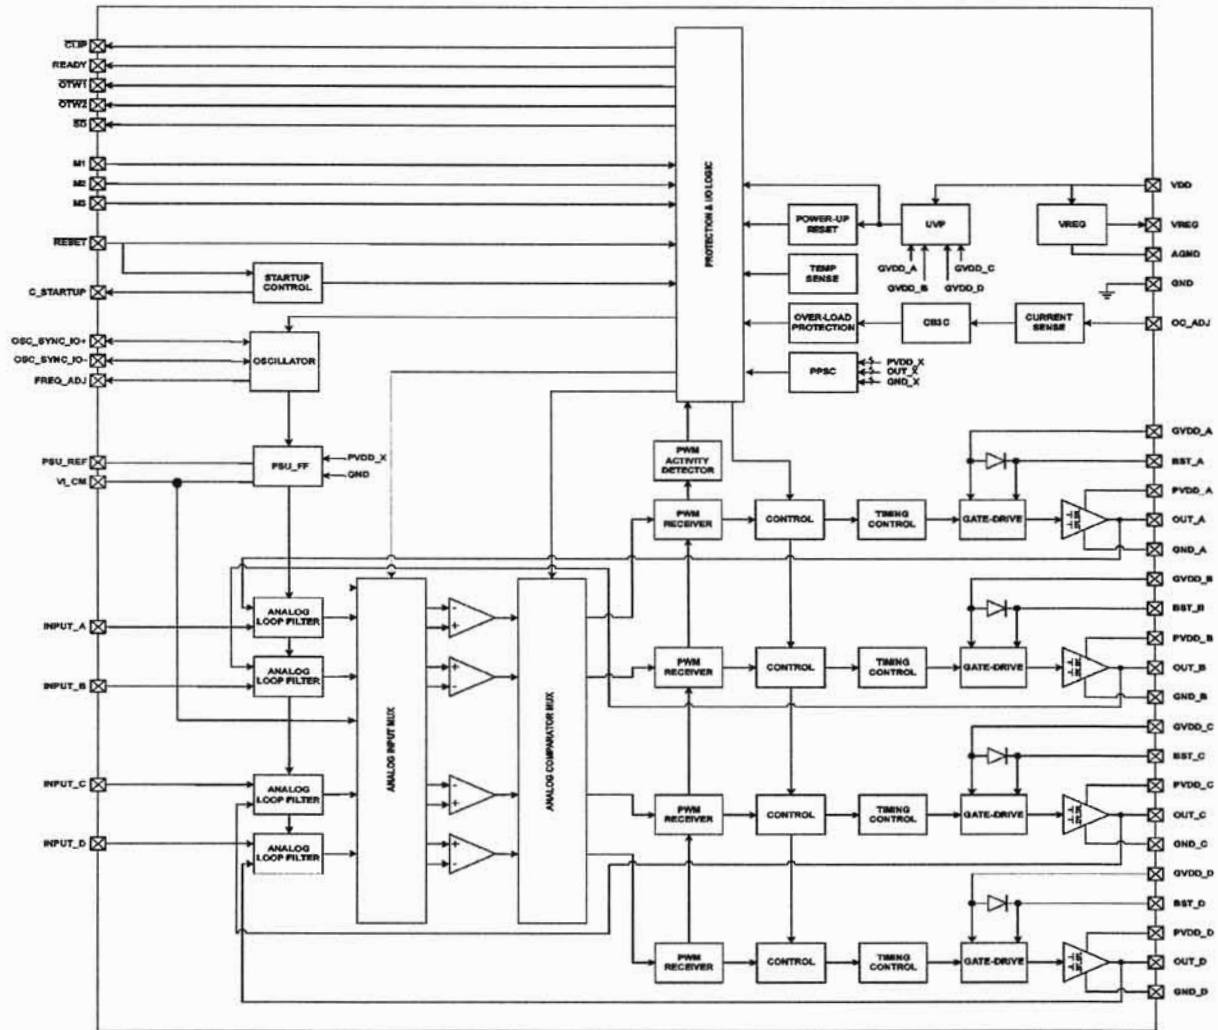 CLIP
READY
OTW1
OTW2
SD
M1
M2
M3
RESET
C_STARTUP
OSC_SYNC_IO+
OSC_SYNC_IO-
FREQ_ADJ
PSU_REF
VI_CM
INPUT_A
INPUT_B
INPUT_C
INPUT_D
STARTUP
CONTROL
OSCILLATOR
PSU_FF
PVDD_X
GND
ANALOG
LOOP FILTER
ANALOG
LOOP FILTER
ANALOG
LOOP FILTER
ANALOG
LOOP FILTER
ANALOG INPUT MUX
-
+
+
-
-
+
+
-
ANALOG COMPARATOR MUX
PROTECTION & I/O LOGIC
POWER-UP
RESET
UVP
VREG
GVDD_A
GVDD_C
GVDD_B
GVDD_D
TEMP
SENSE
OVER-LOAD
PROTECTION
CB3C
CURRENT
SENSE
PPSC
PVDD_X
OUT_X
GND_X
VDD
VREG
AGND
GND
OC_ADJ
PWM
ACTIVITY
DETECTOR
PWM
RECEIVER
CONTROL
TIMING
CONTROL
GATE-DRIVE
GVDD_A
BST_A
PVDD_A
OUT_A
GND_A
PWM
RECEIVER
CONTROL
TIMING
CONTROL
GATE-DRIVE
GVDD_B
BST_B
PVDD_B
OUT_B
GND_B
PWM
RECEIVER
CONTROL
TIMING
CONTROL
GATE-DRIVE
GVDD_C
BST_C
PVDD_C
OUT_C
GND_C
PWM
RECEIVER
CONTROL
TIMING
CONTROL
GATE-DRIVE
GVDD_D
BST_D
PVDD_D
OUT_D
GND_D